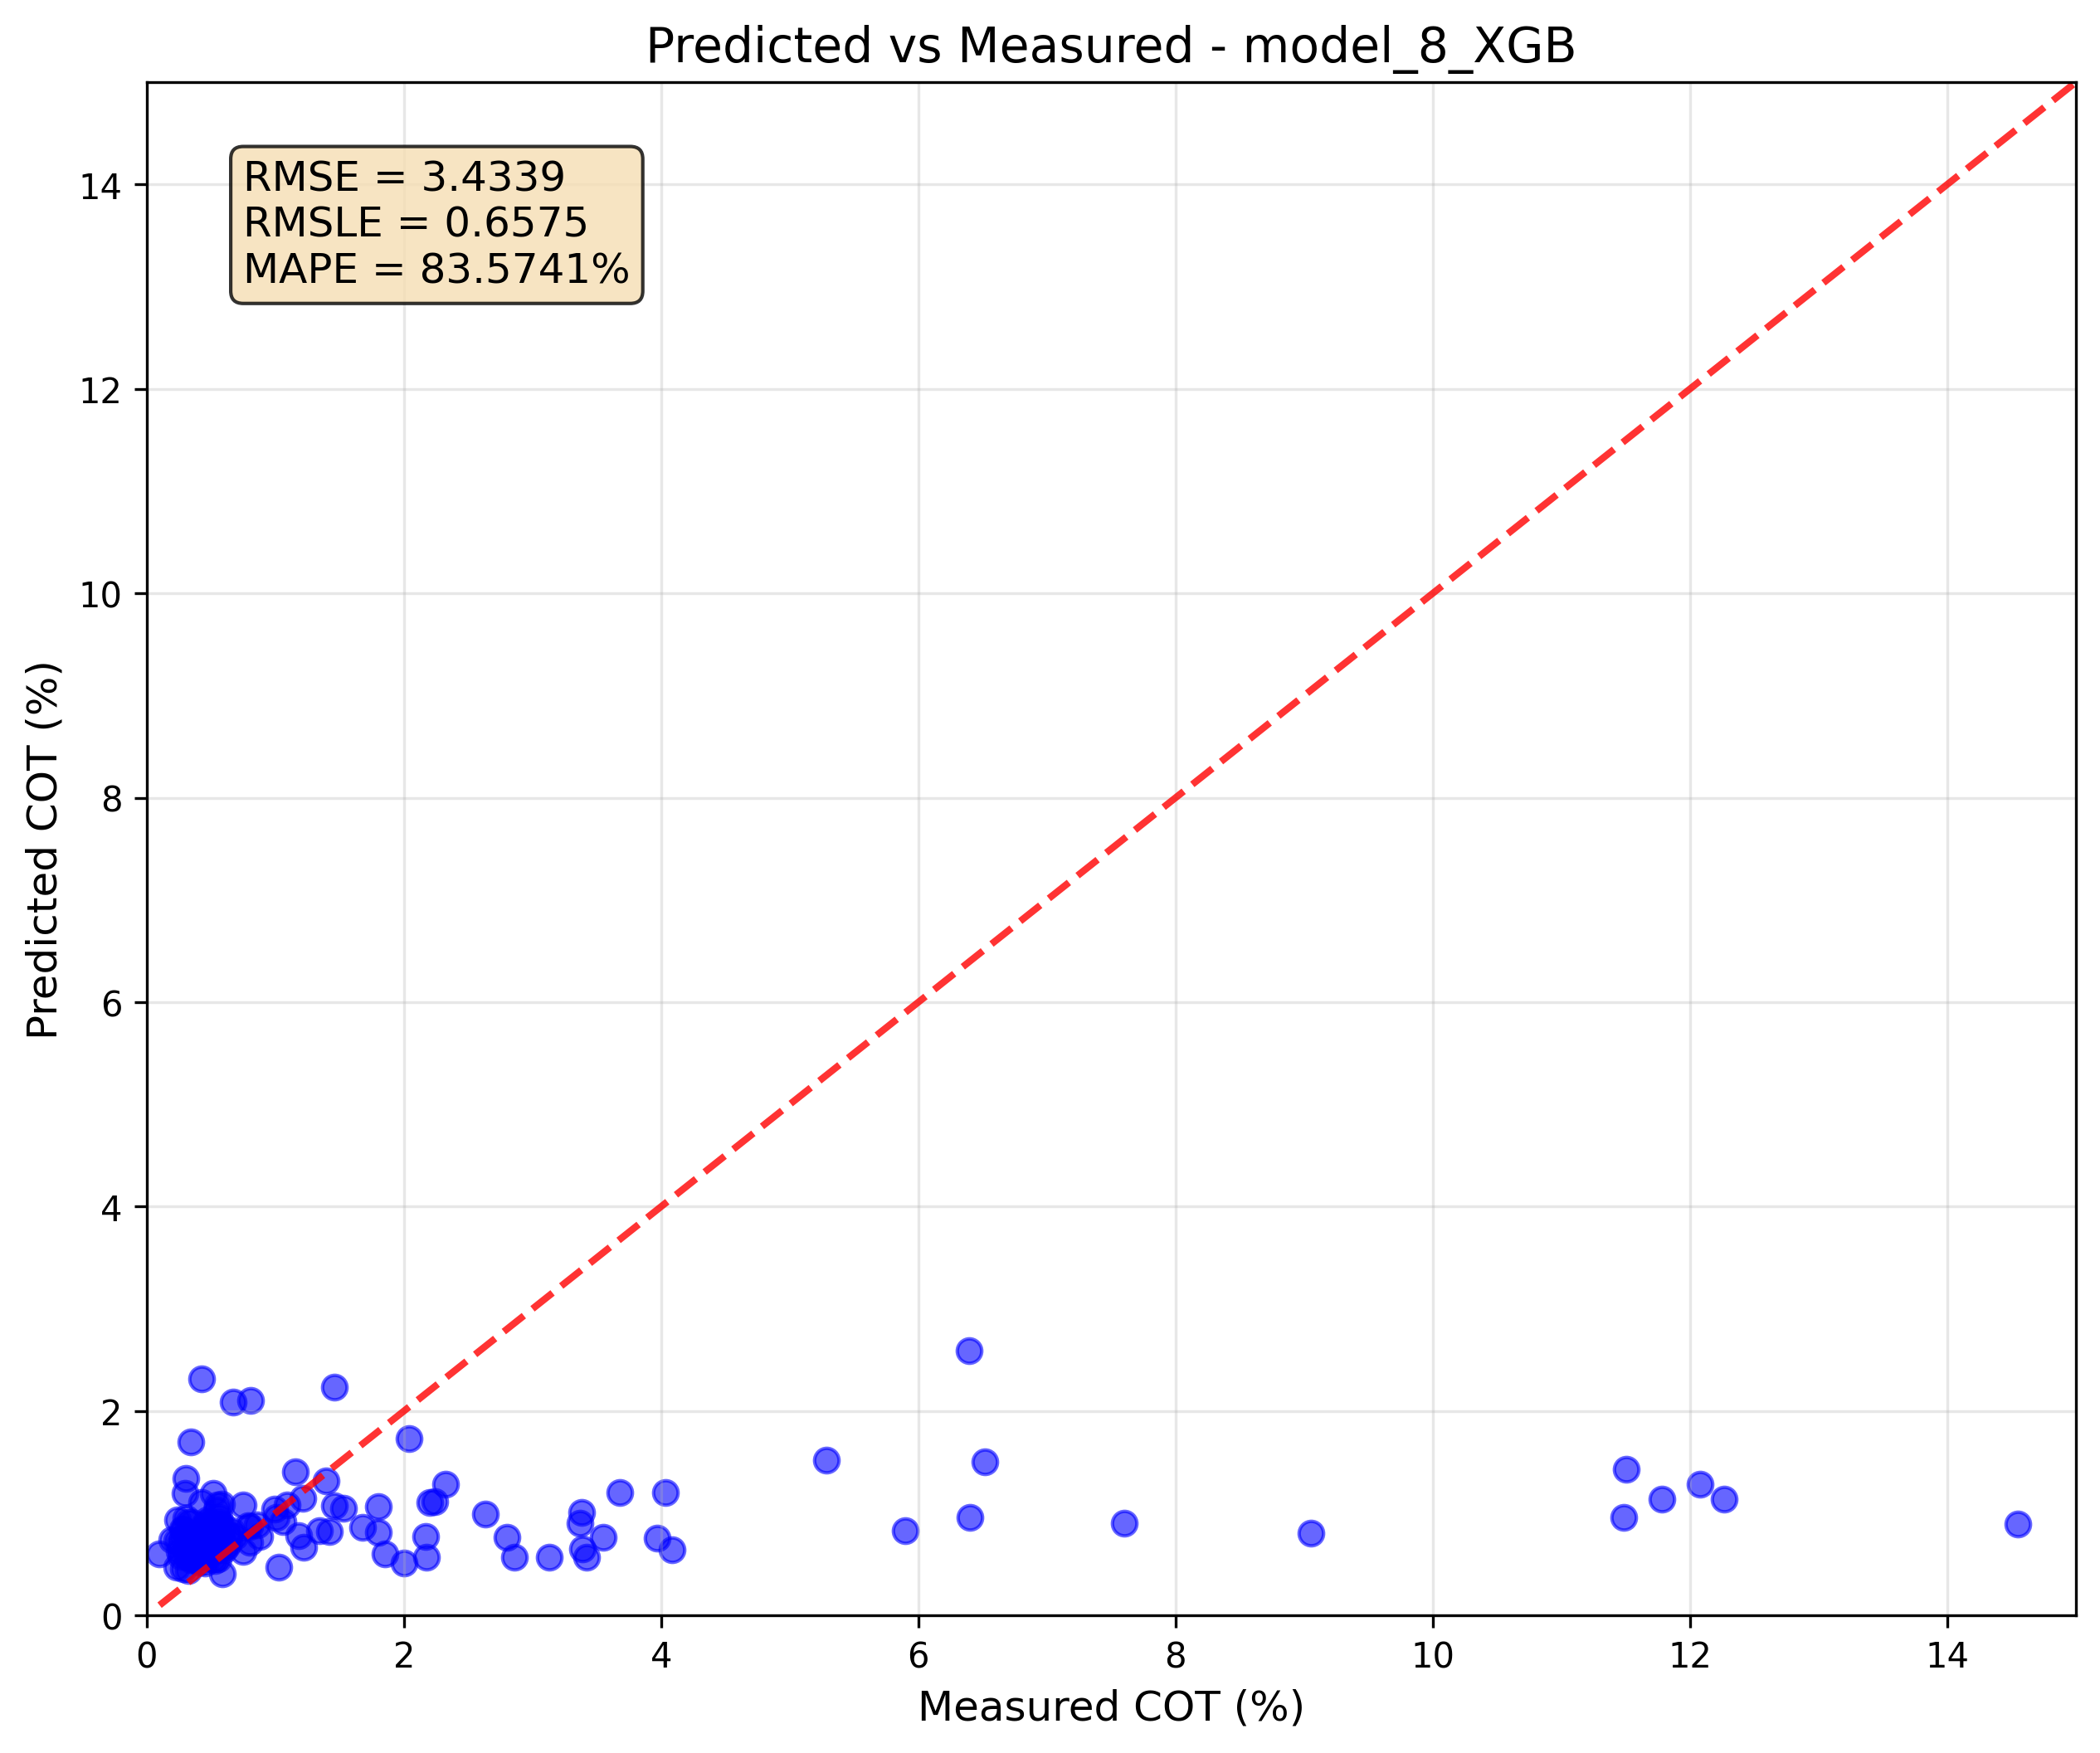 Predicted vs Measured - model_8_XGB
RMSE = 3.4339
RMSLE = 0.6575
MAPE = 83.5741%
Predicted COT (%)
14
12
10
8
6
4
2
0
0 2 4 6 8 10 12 14
Measured COT (%)